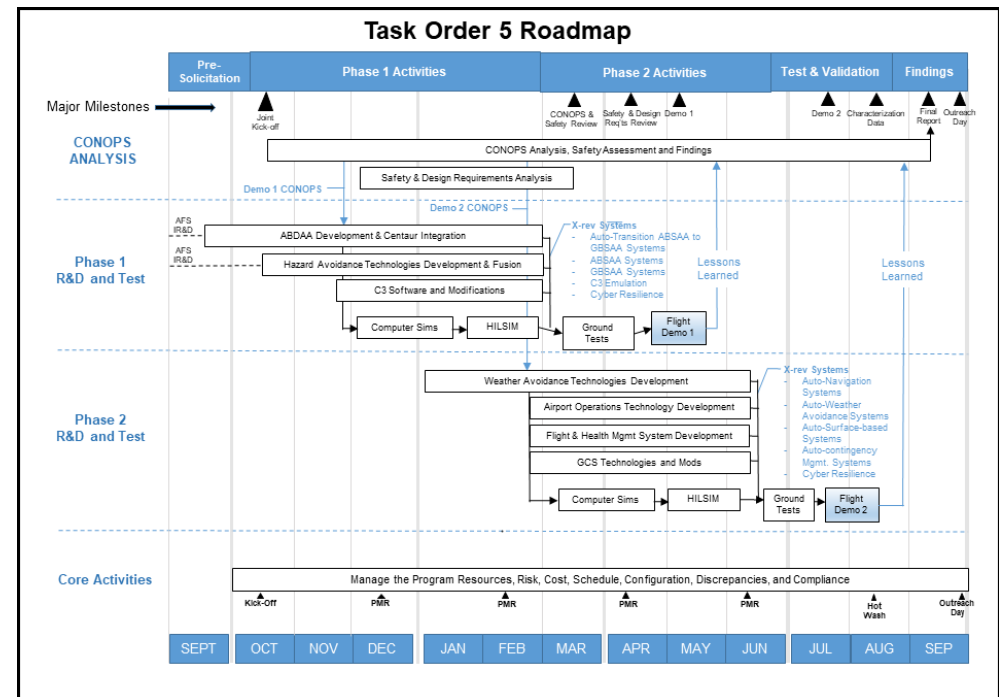 Task Order 5 Roadmap
Pre-
Solicitation
Phase 1 Activities
Phase 2 Activities
Test & Validation
Findings
Major Milestones
Joint
Kick-off
CONOPS &
Safety Review
Safety & Design
Req'ts Review
Demo 1
Demo 2
Characterization
Data
Final
Report
Outreach
Day
CONOPS
ANALYSIS
CONOPS Analysis, Safety Assessment and Findings
Safety & Design Requirements Analysis
Demo 1 CONOPS
Demo 2 CONOPS
Phase 1
R&D and Test
AFS
IR&D
ABDAA Development & Centaur Integration
AFS
IR&D
Hazard Avoidance Technologies Development & Fusion
C3 Software and Modifications
Computer Sims
HILSIM
Ground
Tests
Flight
Demo 1
X-rev Systems
- Auto-Transition ABSAA to
GBSAA Systems
- ABSAA Systems
- GBSAA Systems
- C3 Emulation
- Cyber Resilience
Lessons
Learned
Lessons
Learned
Phase 2
R&D and Test
Weather Avoidance Technologies Development
Airport Operations Technology Development
Flight & Health Mgmt System Development
GCS Technologies and Mods
Computer Sims
HILSIM
Ground
Tests
Flight
Demo 2
X-rev Systems
- Auto-Navigation
Systems
- Auto-Weather
Avoidance Systems
- Auto-Surface-based
Systems
- Auto-contingency
Mgmt. Systems
- Cyber Resilience
Core Activities
Manage the Program Resources, Risk, Cost, Schedule, Configuration, Discrepancies, and Compliance
Kick-Off
PMR
PMR
PMR
PMR
Hot
Wash
Outreach
Day
SEPT
OCT
NOV
DEC
JAN
FEB
MAR
APR
MAY
JUN
JUL
AUG
SEP